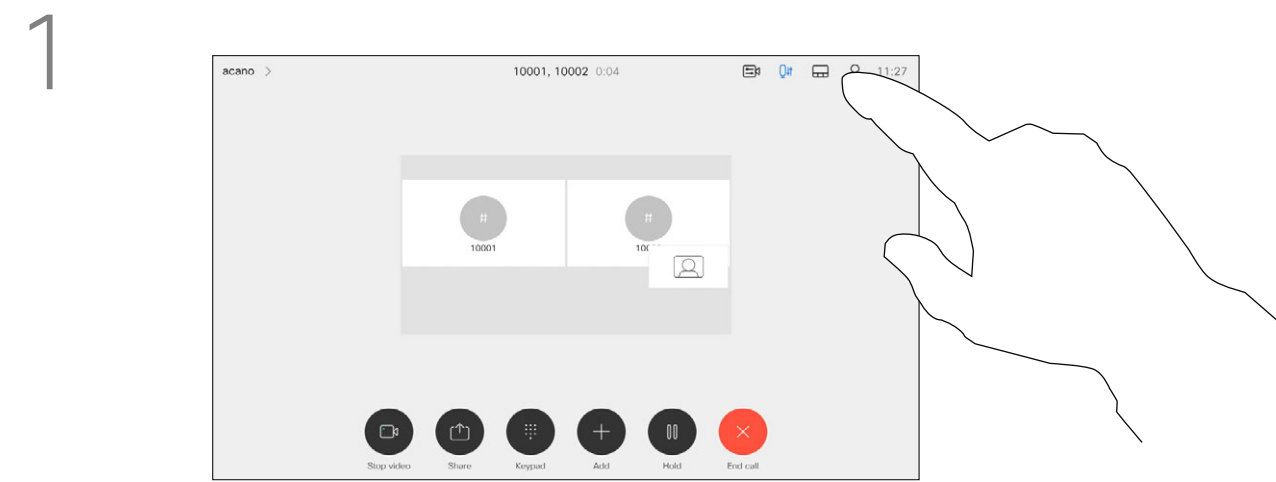 1
acano >
10001, 10002 0:04
11:27
#
#
10001
Stop video
Share
Keypad
Add
Hold
End call